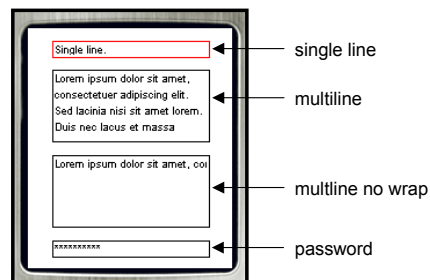 Single line.
single line
Lorem ipsum dolor sit amet,
consectetuer adipiscing elit.
Sed lacinia nisi sit amet lorem.
Duis nec lacus et massa
multiline
Lorem ipsum dolor sit amet, con
multline no wrap
**********
password